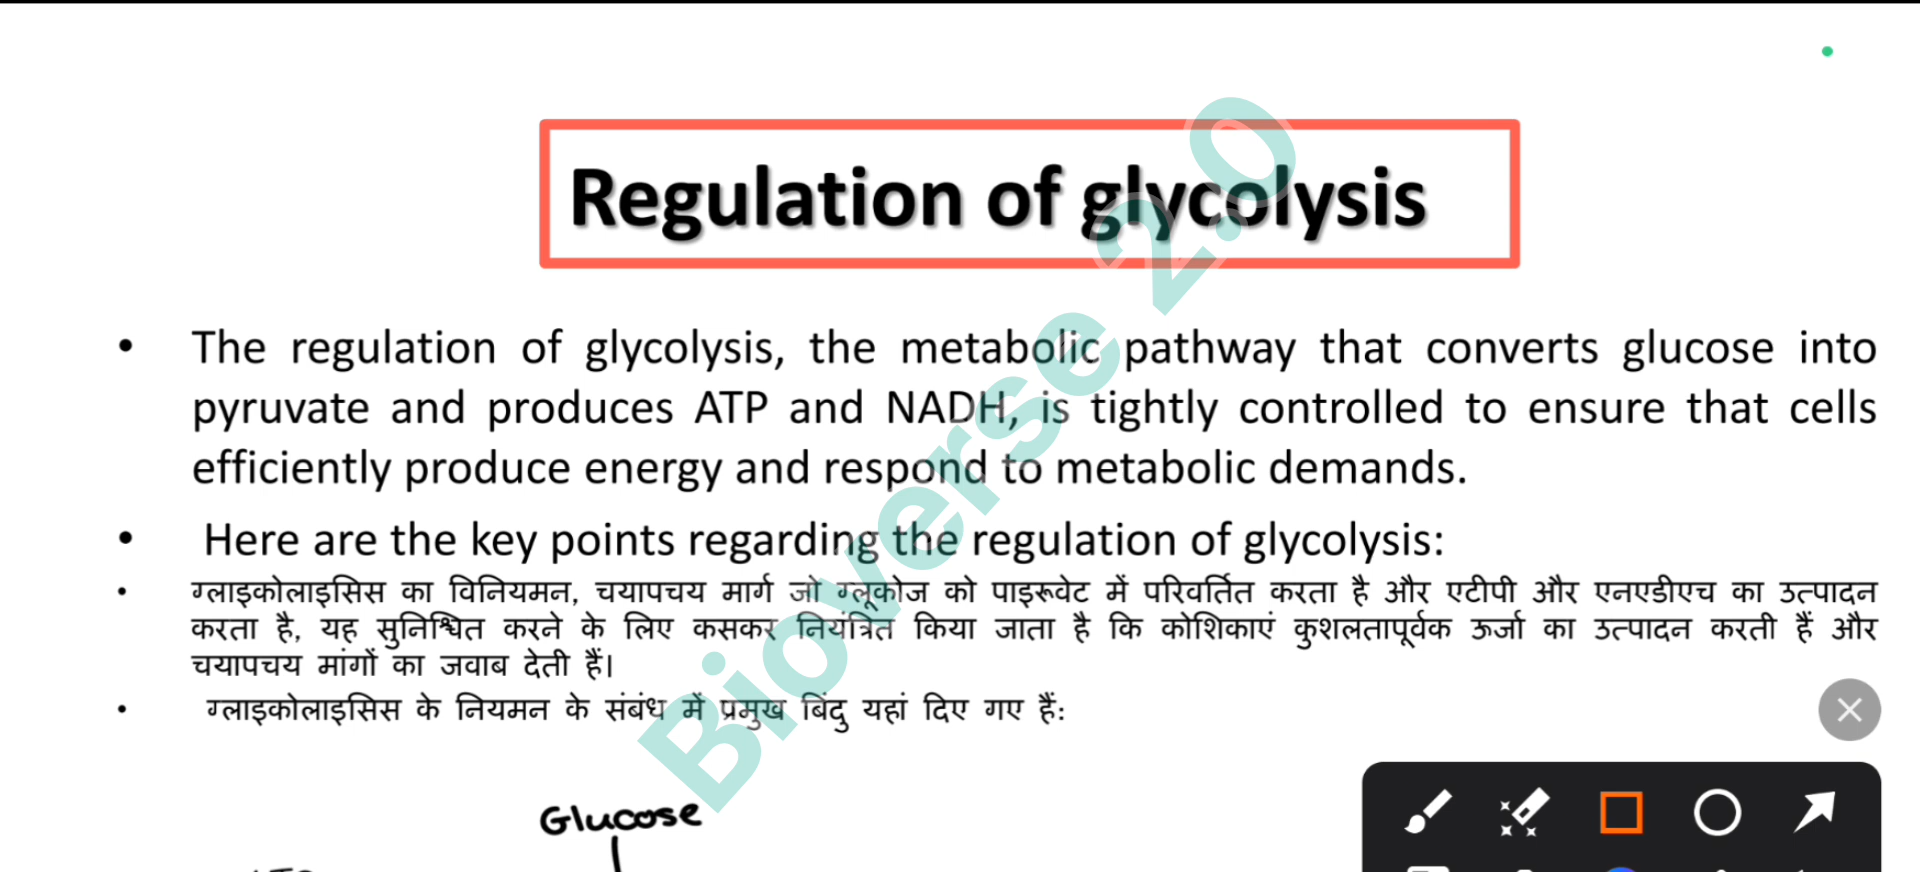 Regulation of glycolysis
• The regulation of glycolysis, the metabolic pathway that converts glucose into
pyruvate and produces ATP and NADH, is tightly controlled to ensure that cells
efficiently produce energy and respond to metabolic demands.
• Here are the key points regarding the regulation of glycolysis:
• ग्लाइकोलाइसिस का विनियमन, चयापचय मार्ग जो ग्लूकोज को पाइरूवेट में परिवर्तित करता है और एटीपी और एनएडीएच का उत्पादन
करता है, यह सुनिश्चित करने के लिए कसकर नियंत्रित किया जाता है कि कोशिकाएं कुशलतापूर्वक ऊर्जा का उत्पादन करती हैं और
चयापचय मांगों का जवाब देती हैं।
• ग्लाइकोलाइसिस के नियमन के संबंध में प्रमुख बिंदु यहां दिए गए हैं:
Glucose
Bioverse 2.0